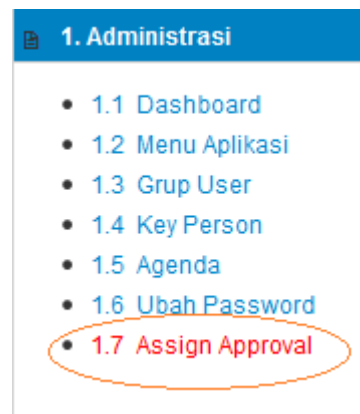 1. Administrasi
1.1 Dashboard
1.2 Menu Aplikasi
1.3 Grup User
1.4 Key Person
1.5 Agenda
1.6 Ubah Password
1.7 Assign Approval